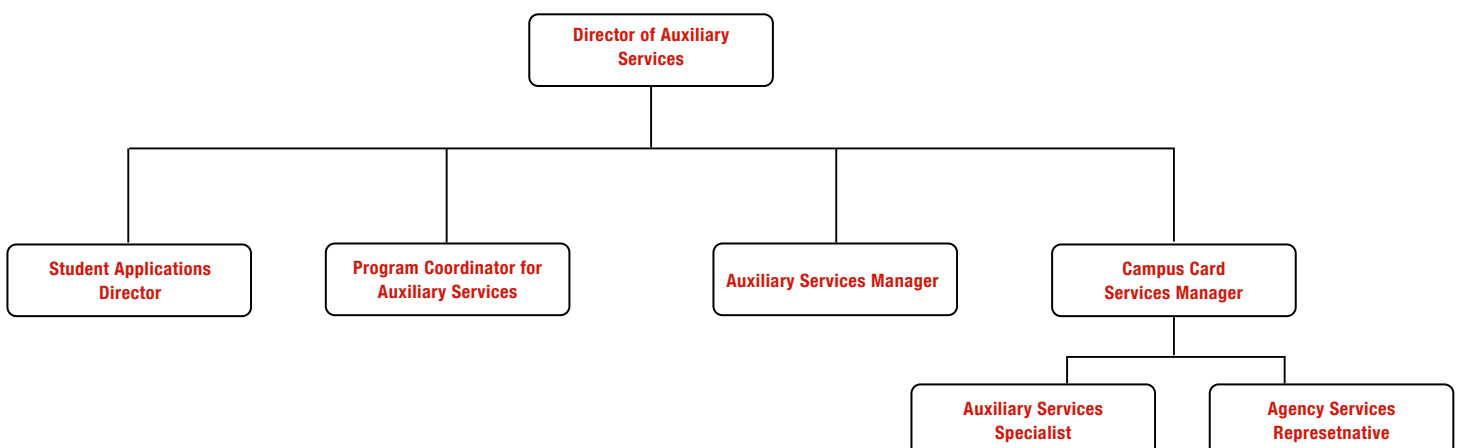 Director of Auxiliary
Services
Student Applications
Director
Program Coordinator for
Auxiliary Services
Auxiliary Services Manager
Campus Card
Services Manager
Auxiliary Services
Specialist
Agency Services
Represetnative